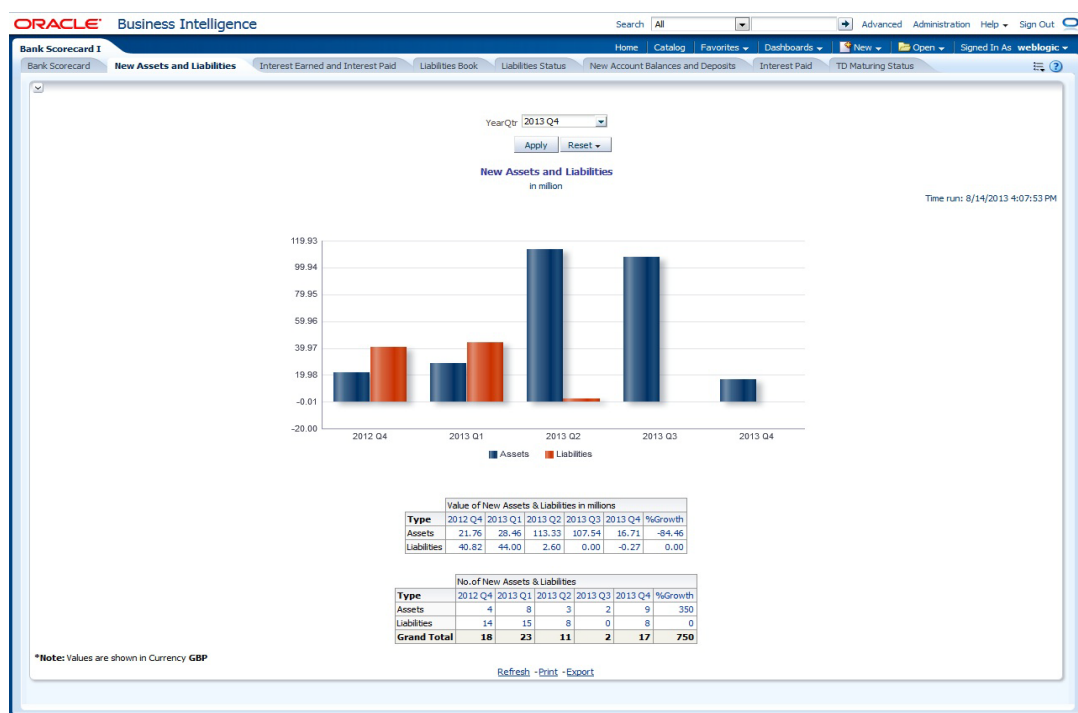 ORACLE Business Intelligence Search All Advanced Administration Help Sign Out
Bank Scorecard I Home Catalog Favorites Dashboards New Open Signed In As weblogic
Bank Scorecard New Assets and Liabilities Interest Earned and Interest Paid Liabilities Book Liabilities Status New Account Balances and Deposits Interest Paid TD Maturing Status
YearQtr 2013 Q4
Apply Reset
New Assets and Liabilities
in million
Time run: 8/14/2013 4:07:53 PM
119.93
99.94
79.95
59.96
39.97
19.98
-0.01
-20.00
2012 Q4 2013 Q1 2013 Q2 2013 Q3 2013 Q4
Assets Liabilities
Value of New Assets & Liabilities in millions
Type 2012 Q4 2013 Q1 2013 Q2 2013 Q3 2013 Q4 %Growth
Assets 21.76 28.46 113.33 107.54 16.71 -84.46
Liabilities 40.82 44.00 2.60 0.00 -0.27 0.00
No.of New Assets & Liabilities
Type 2012 Q4 2013 Q1 2013 Q2 2013 Q3 2013 Q4 %Growth
Assets 4 8 3 2 9 350
Liabilities 14 15 8 0 8 0
Grand Total 18 23 11 2 17 750
*Note: Values are shown in Currency GBP
Refresh - Print - Export